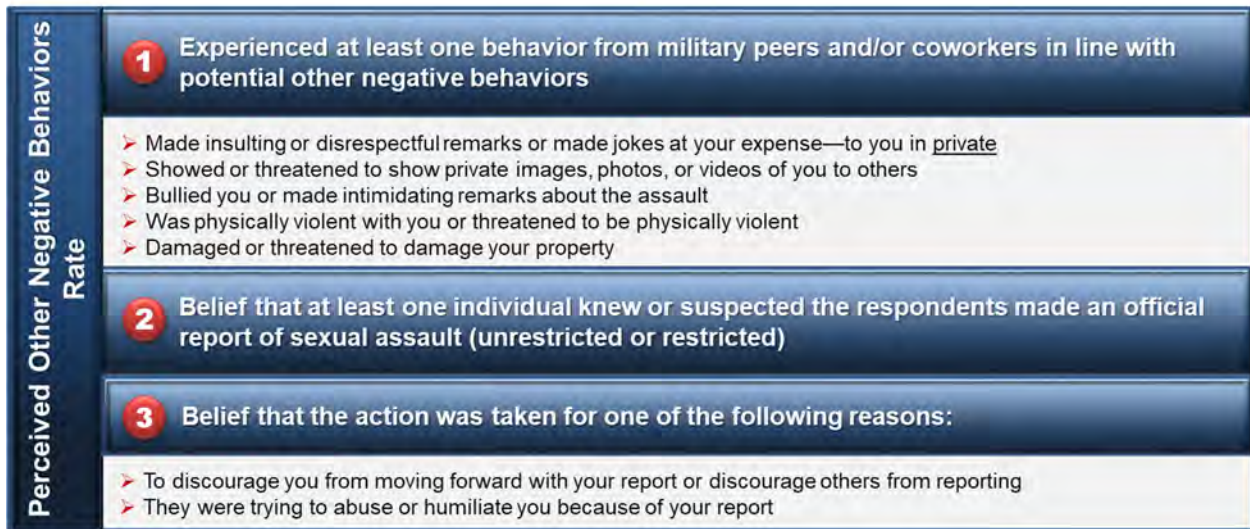 Perceived Other Negative Behaviors
Rate
1 Experienced at least one behavior from military peers and/or coworkers in line with
potential other negative behaviors
➢ Made insulting or disrespectful remarks or made jokes at your expense—to you in private
➢ Showed or threatened to show private images, photos, or videos of you to others
➢ Bullied you or made intimidating remarks about the assault
➢ Was physically violent with you or threatened to be physically violent
➢ Damaged or threatened to damage your property
2 Belief that at least one individual knew or suspected the respondents made an official
report of sexual assault (unrestricted or restricted)
3 Belief that the action was taken for one of the following reasons:
➢ To discourage you from moving forward with your report or discourage others from reporting
➢ They were trying to abuse or humiliate you because of your report